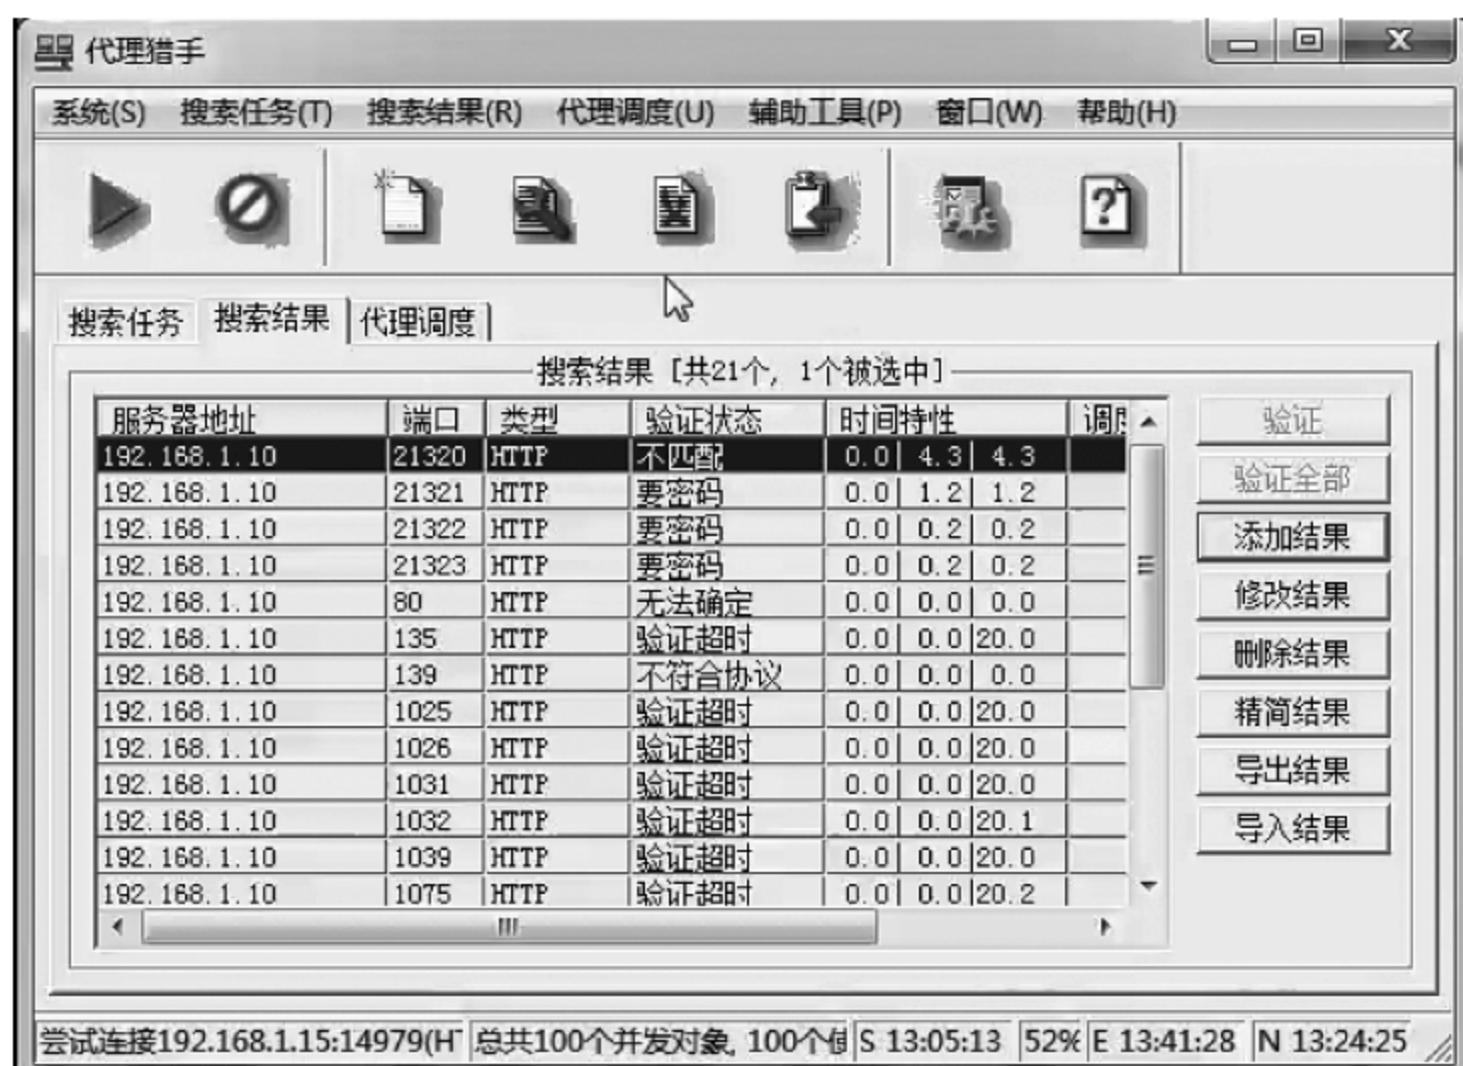 代理猎手
系统(S) 搜索任务(T) 搜索结果(R) 代理调度(U) 辅助工具(P) 窗口(W) 帮助(H)
搜索任务 搜索结果 代理调度
搜索结果 [共21个, 1个被选中]
服务器地址 端口 类型 验证状态 时间特性 调
192.168.1.10 21320 HTTP 不匹配 0.0 4.3 4.3
192.168.1.10 21321 HTTP 要密码 0.0 1.2 1.2
192.168.1.10 21322 HTTP 要密码 0.0 0.2 0.2
192.168.1.10 21323 HTTP 要密码 0.0 0.2 0.2
192.168.1.10 80 HTTP 无法确定 0.0 0.0 0.0
192.168.1.10 135 HTTP 验证超时 0.0 0.0 20.0
192.168.1.10 139 HTTP 不符合协议 0.0 0.0 0.0
192.168.1.10 1025 HTTP 验证超时 0.0 0.0 20.0
192.168.1.10 1026 HTTP 验证超时 0.0 0.0 20.0
192.168.1.10 1031 HTTP 验证超时 0.0 0.0 20.0
192.168.1.10 1032 HTTP 验证超时 0.0 0.0 20.1
192.168.1.10 1039 HTTP 验证超时 0.0 0.0 20.0
192.168.1.10 1075 HTTP 验证超时 0.0 0.0 20.2
验证
验证全部
添加结果
修改结果
删除结果
精简结果
导出结果
导入结果
尝试连接192.168.1.15:14979(H 总共100个并发对象, 100个 S 13:05:13 52% E 13:41:28 N 13:24:25